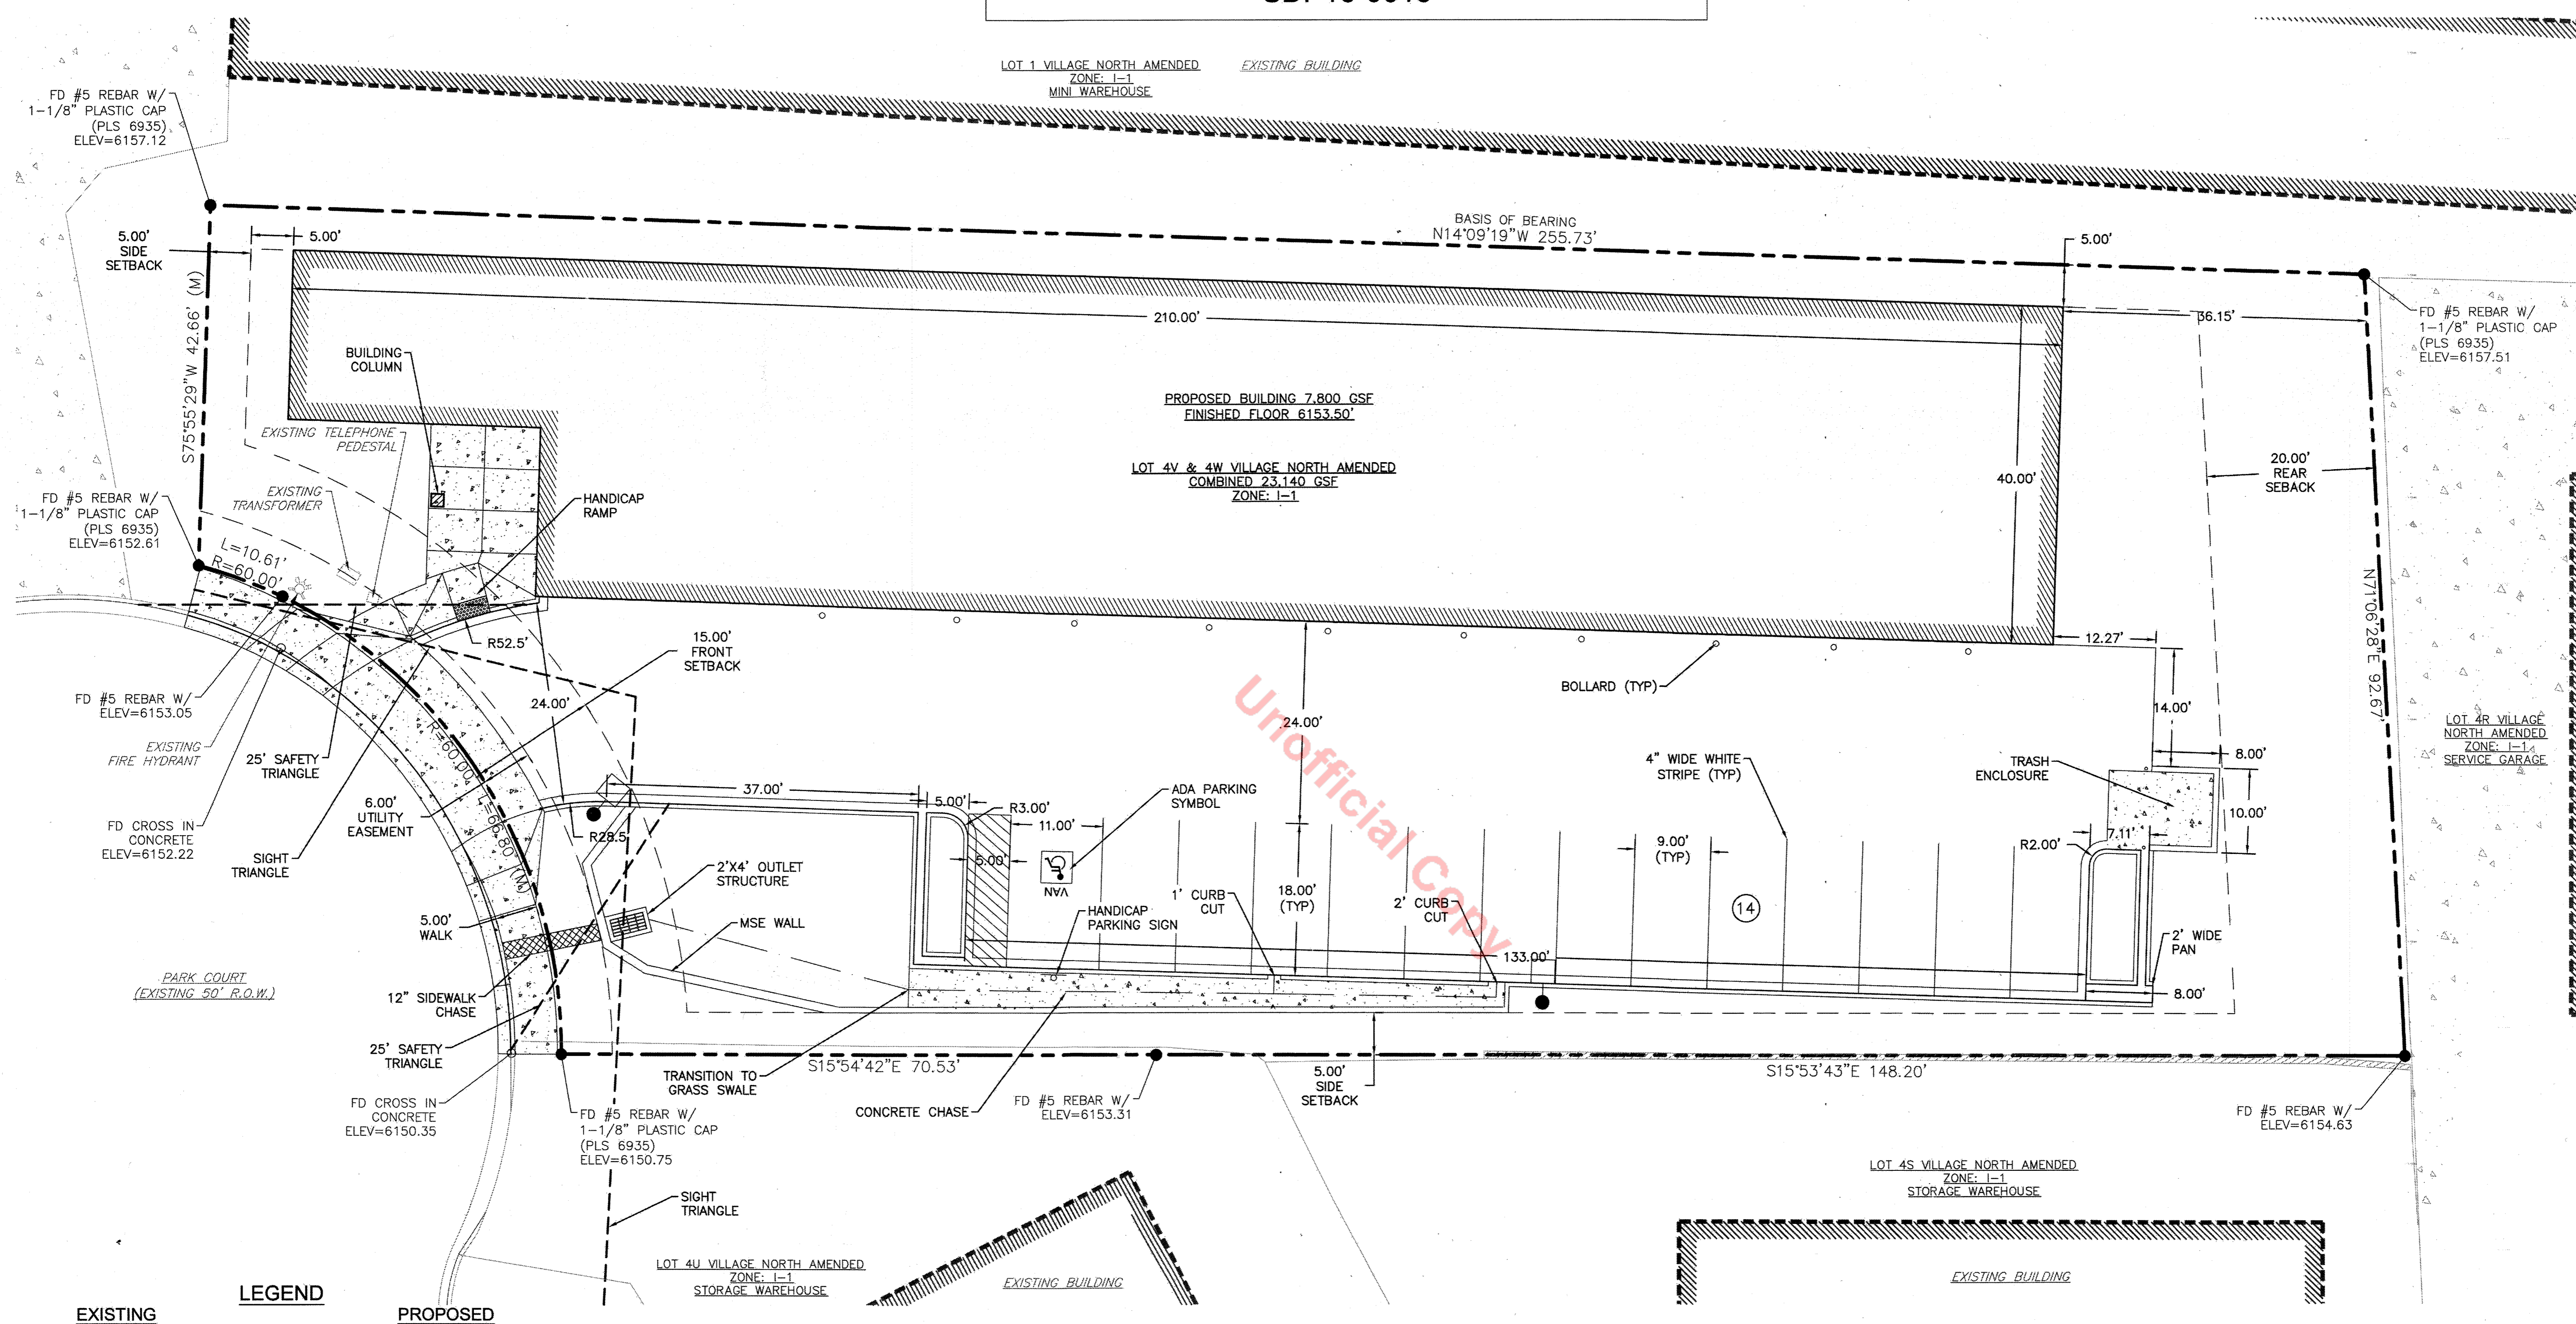 LOT 1 VILLAGE NORTH AMENDED
ZONE: I-1
MINI WAREHOUSE
EXISTING BUILDING
FD #5 REBAR W/
1-1/8" PLASTIC CAP
(PLS 6935)
ELEV=6157.12
5.00'
SIDE
SETBACK
5.00'
BASIS OF BEARING
N14°09'19"W 255.73'
5.00'
S75°55'29"W 42.66' (M)
210.00'
36.15'
FD #5 REBAR W/
1-1/8" PLASTIC CAP
(PLS 6935)
ELEV=6157.51
BUILDING
COLUMN
PROPOSED BUILDING 7,800 GSF
FINISHED FLOOR 6153.50'
EXISTING TELEPHONE
PEDESTAL
LOT 4V & 4W VILLAGE NORTH AMENDED
COMBINED 23,140 GSF
ZONE: I-1
40.00'
20.00'
REAR
SEBACK
EXISTING
TRANSFORMER
HANDICAP
RAMP
FD #5 REBAR W/
1-1/8" PLASTIC CAP
(PLS 6935)
ELEV=6152.61
L=10.61'
R=60.00'
N71°06'28"E 92.67'
R52.5'
15.00'
FRONT
SETBACK
12.27'
FD #5 REBAR W/
ELEV=6153.05
24.00'
BOLLARD (TYP)
14.00'
24.00'
EXISTING
FIRE HYDRANT
25' SAFETY
TRIANGLE
R=60.00'
L=66.80' (M)
4" WIDE WHITE
STRIPE (TYP)
TRASH
ENCLOSURE
8.00'
LOT 4R VILLAGE
NORTH AMENDED
ZONE: I-1
SERVICE GARAGE
37.00'
5.00'
R3.00'
ADA PARKING
SYMBOL
6.00'
UTILITY
EASEMENT
11.00'
10.00'
FD CROSS IN
CONCRETE
ELEV=6152.22
SIGHT
TRIANGLE
R28.5
7.11'
R2.00'
9.00'
(TYP)
5.00'
2'X4' OUTLET
STRUCTURE
VAN
1' CURB
CUT
18.00'
(TYP)
2' CURB
CUT
14
5.00'
WALK
MSE WALL
HANDICAP
PARKING SIGN
133.00'
2' WIDE
PAN
PARK COURT
(EXISTING 50' R.O.W.)
12" SIDEWALK
CHASE
8.00'
25' SAFETY
TRIANGLE
TRANSITION TO
GRASS SWALE
S15°54'42"E 70.53'
5.00'
SIDE
SETBACK
S15°53'43"E 148.20'
CONCRETE CHASE
FD #5 REBAR W/
ELEV=6153.31
FD CROSS IN
CONCRETE
ELEV=6150.35
FD #5 REBAR W/
1-1/8" PLASTIC CAP
(PLS 6935)
ELEV=6150.75
FD #5 REBAR W/
ELEV=6154.63
SIGHT
TRIANGLE
LOT 4S VILLAGE NORTH AMENDED
ZONE: I-1
STORAGE WAREHOUSE
LOT 4U VILLAGE NORTH AMENDED
ZONE: I-1
STORAGE WAREHOUSE
EXISTING BUILDING
EXISTING BUILDING
LEGEND
EXISTING
PROPOSED
Unofficial Copy